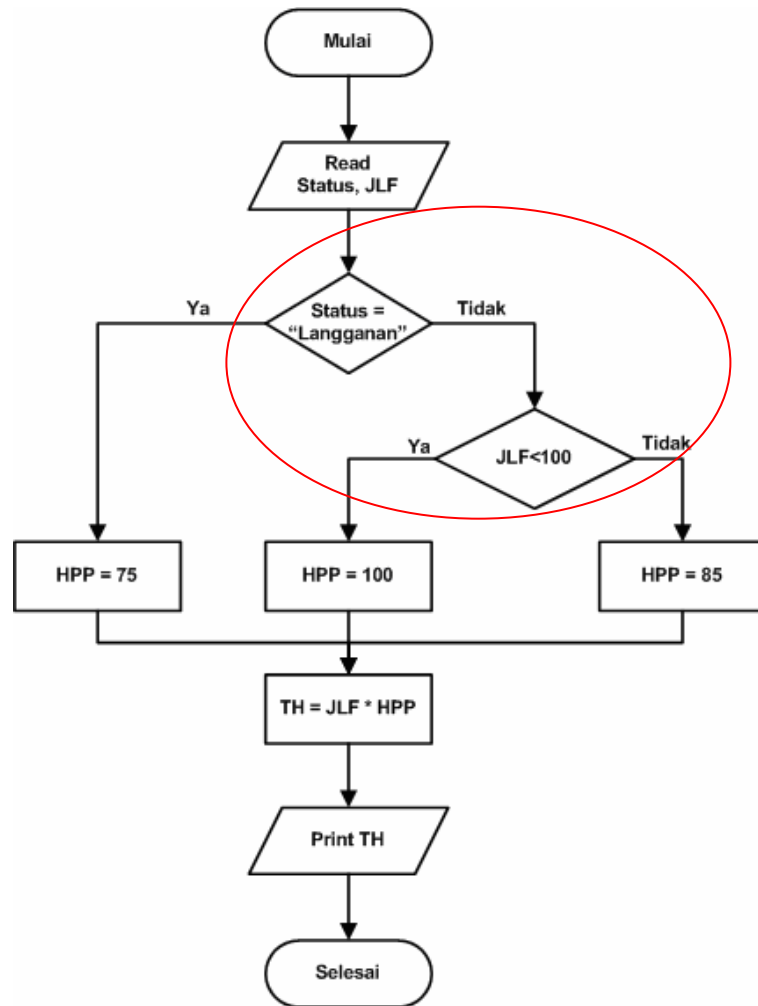 Mulai
Read
Status, JLF
Ya
Status =
“Langganan”
Tidak
Ya
JLF<100
Tidak
HPP = 75
HPP = 100
HPP = 85
TH = JLF * HPP
Print TH
Selesai